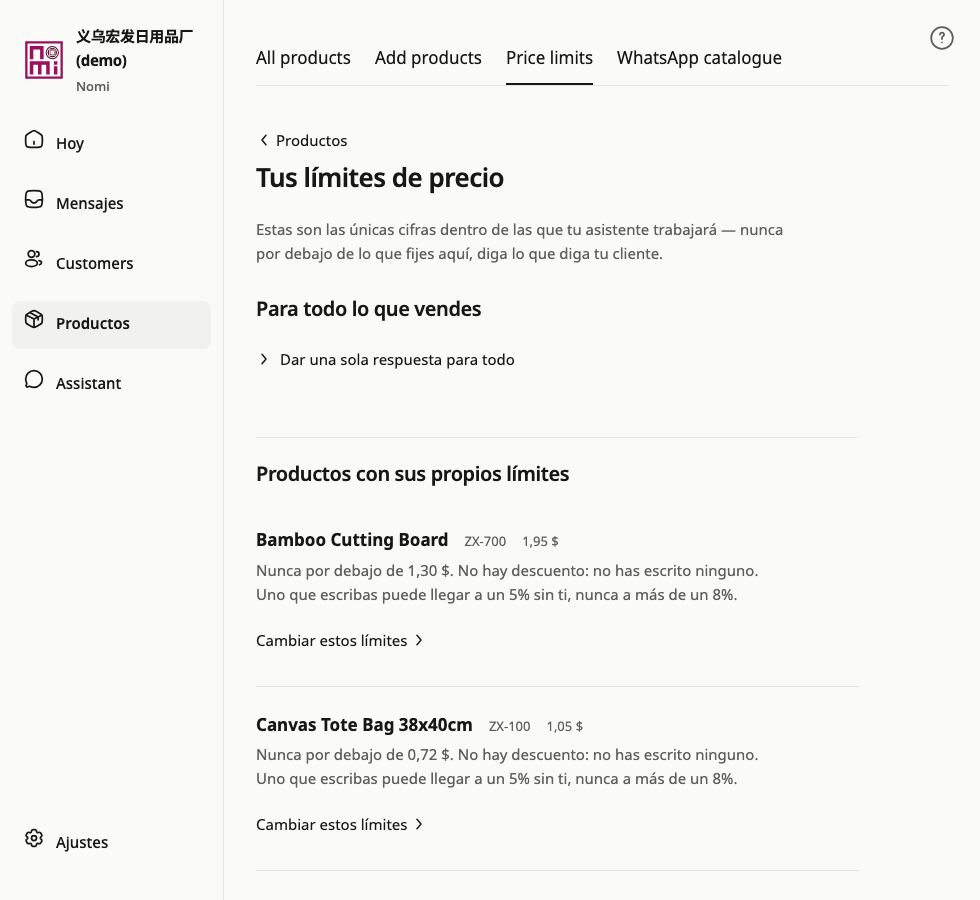 义乌宏发日用品厂
(demo)
Nomi
Hoy
Mensajes
Customers
Productos
Assistant
Ajustes
All products
Add products
Price limits
WhatsApp catalogue
Productos
Tus límites de precio
Estas son las únicas cifras dentro de las que tu asistente trabajará — nunca
por debajo de lo que fijes aquí, diga lo que diga tu cliente.
Para todo lo que vendes
Dar una sola respuesta para todo
Productos con sus propios límites
Bamboo Cutting Board ZX-700 1,95 $
Nunca por debajo de 1,30 $. No hay descuento: no has escrito ninguno.
Uno que escribas puede llegar a un 5% sin ti, nunca a más de un 8%.
Cambiar estos límites
Canvas Tote Bag 38x40cm ZX-100 1,05 $
Nunca por debajo de 0,72 $. No hay descuento: no has escrito ninguno.
Uno que escribas puede llegar a un 5% sin ti, nunca a más de un 8%.
Cambiar estos límites